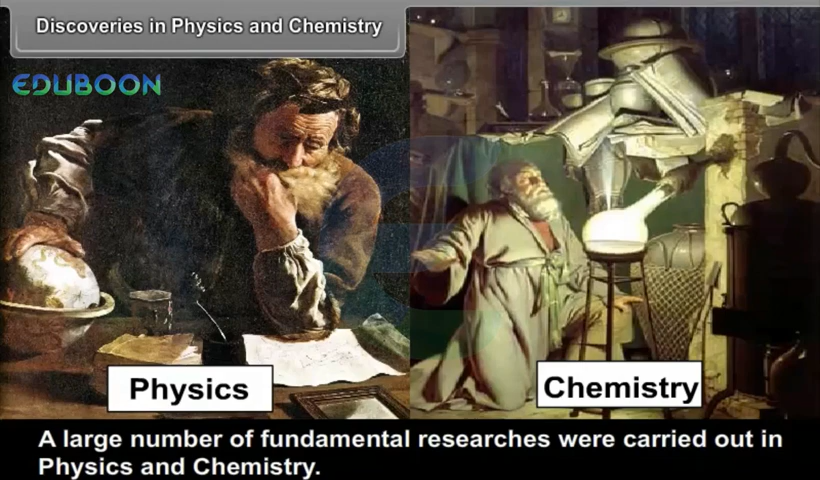 Discoveries in Physics and Chemistry
EDUBOON
Physics
Chemistry
A large number of fundamental researches were carried out in
Physics and Chemistry.